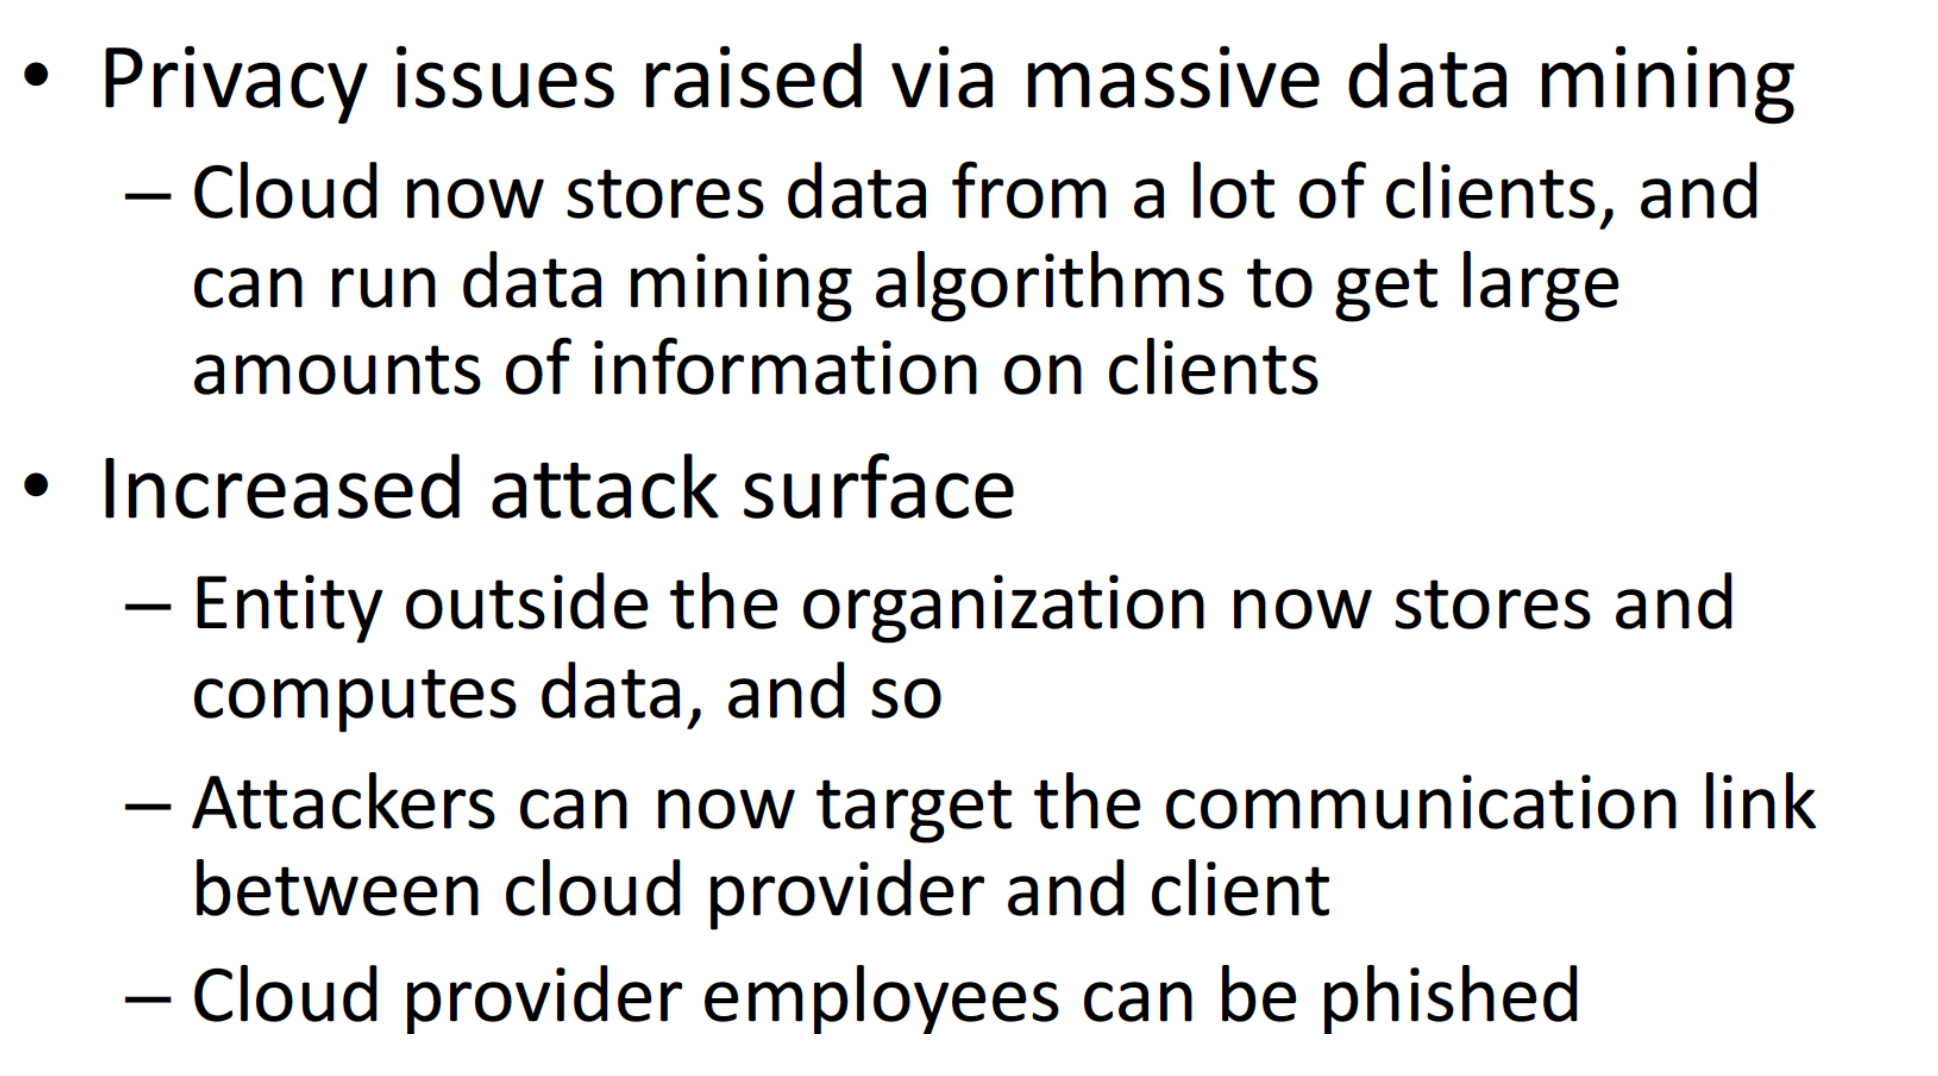 • Privacy issues raised via massive data mining
– Cloud now stores data from a lot of clients, and
can run data mining algorithms to get large
amounts of information on clients
• Increased attack surface
– Entity outside the organization now stores and
computes data, and so
– Attackers can now target the communication link
between cloud provider and client
– Cloud provider employees can be phished